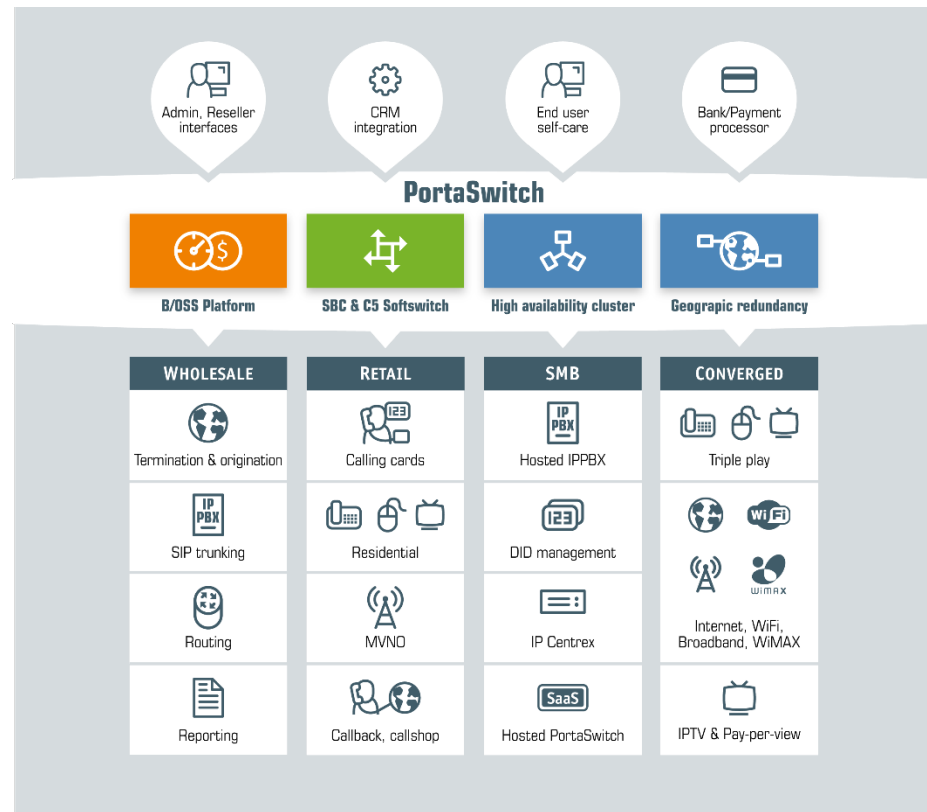 Admin, Reseller
interfaces
CRM
integration
End user
self-care
Bank/Payment
processor
PortaSwitch
$
B/OSS Platform
SBC & C5 Softswitch
High availability cluster
Geograpic redundancy
WHOLESALE
RETAIL
SMB
CONVERGED
Termination & origination
123
Calling cards
IP
PBX
Hosted IPPBX
Triple play
IP
PBX
SIP trunking
Residential
123
DID management
WiFi
WiMAX
Internet, WiFi,
Broadband, WiMAX
Routing
MVNO
IP Centrex
Reporting
Callback, callshop
SaaS
Hosted PortaSwitch
IPTV & Pay-per-view